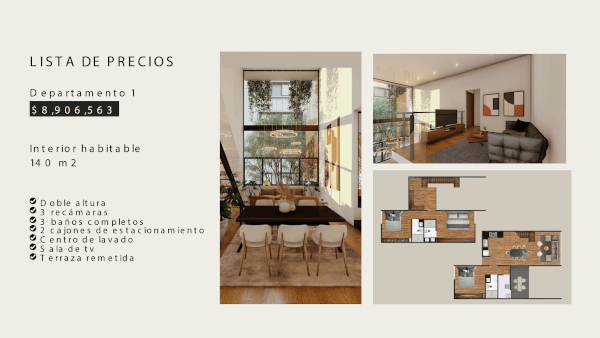 LISTA DE PRECIOS
Departamento 1
$8,906,563
Interior habitable
140 m2
Doble altura
3 recámaras
3 baños completos
2 cajones de estacionamiento
Centro de lavado
Sala de tv
Terraza remetida